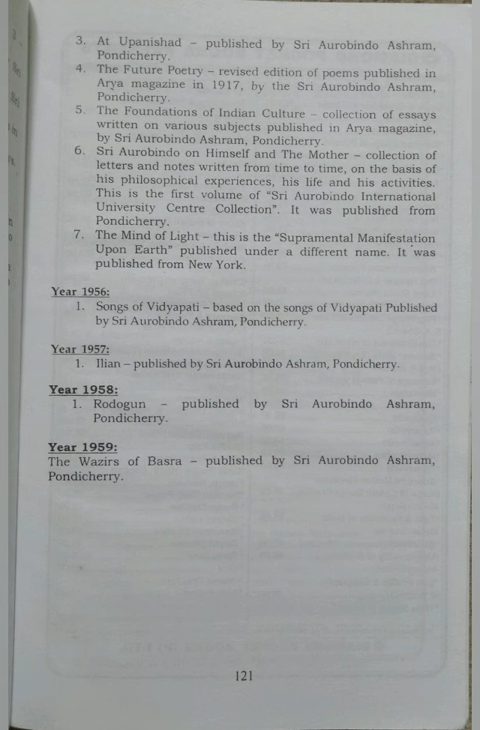 3. At Upanishad – published by Sri Aurobindo Ashram,
Pondicherry.
4. The Future Poetry – revised edition of poems published in
Arya magazine in 1917, by the Sri Aurobindo Ashram,
Pondicherry.
5. The Foundations of Indian Culture – collection of essays
written on various subjects published in Arya magazine,
by Sri Aurobindo Ashram, Pondicherry.
6. Sri Aurobindo on Himself and The Mother – collection of
letters and notes written from time to time, on the basis of
his philosophical experiences, his life and his activities.
This is the first volume of "Sri Aurobindo International
University Centre Collection". It was published from
Pondicherry.
7. The Mind of Light – this is the "Supramental Manifestation
Upon Earth" published under a different name. It was
published from New York.
Year 1956:
1. Songs of Vidyapati – based on the songs of Vidyapati Published
by Sri Aurobindo Ashram, Pondicherry.
Year 1957:
1. Ilian – published by Sri Aurobindo Ashram, Pondicherry.
Year 1958:
1. Rodogun – published by Sri Aurobindo Ashram,
Pondicherry.
Year 1959:
The Wazirs of Basra – published by Sri Aurobindo Ashram,
Pondicherry.
121